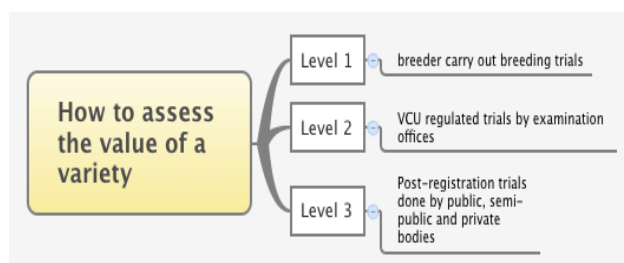 How to assess
the value of a
variety
Level 1
breeder carry out breeding trials
Level 2
VCU regulated trials by examination
offices
Level 3
Post-registration trials
done by public, semi-
public and private
bodies